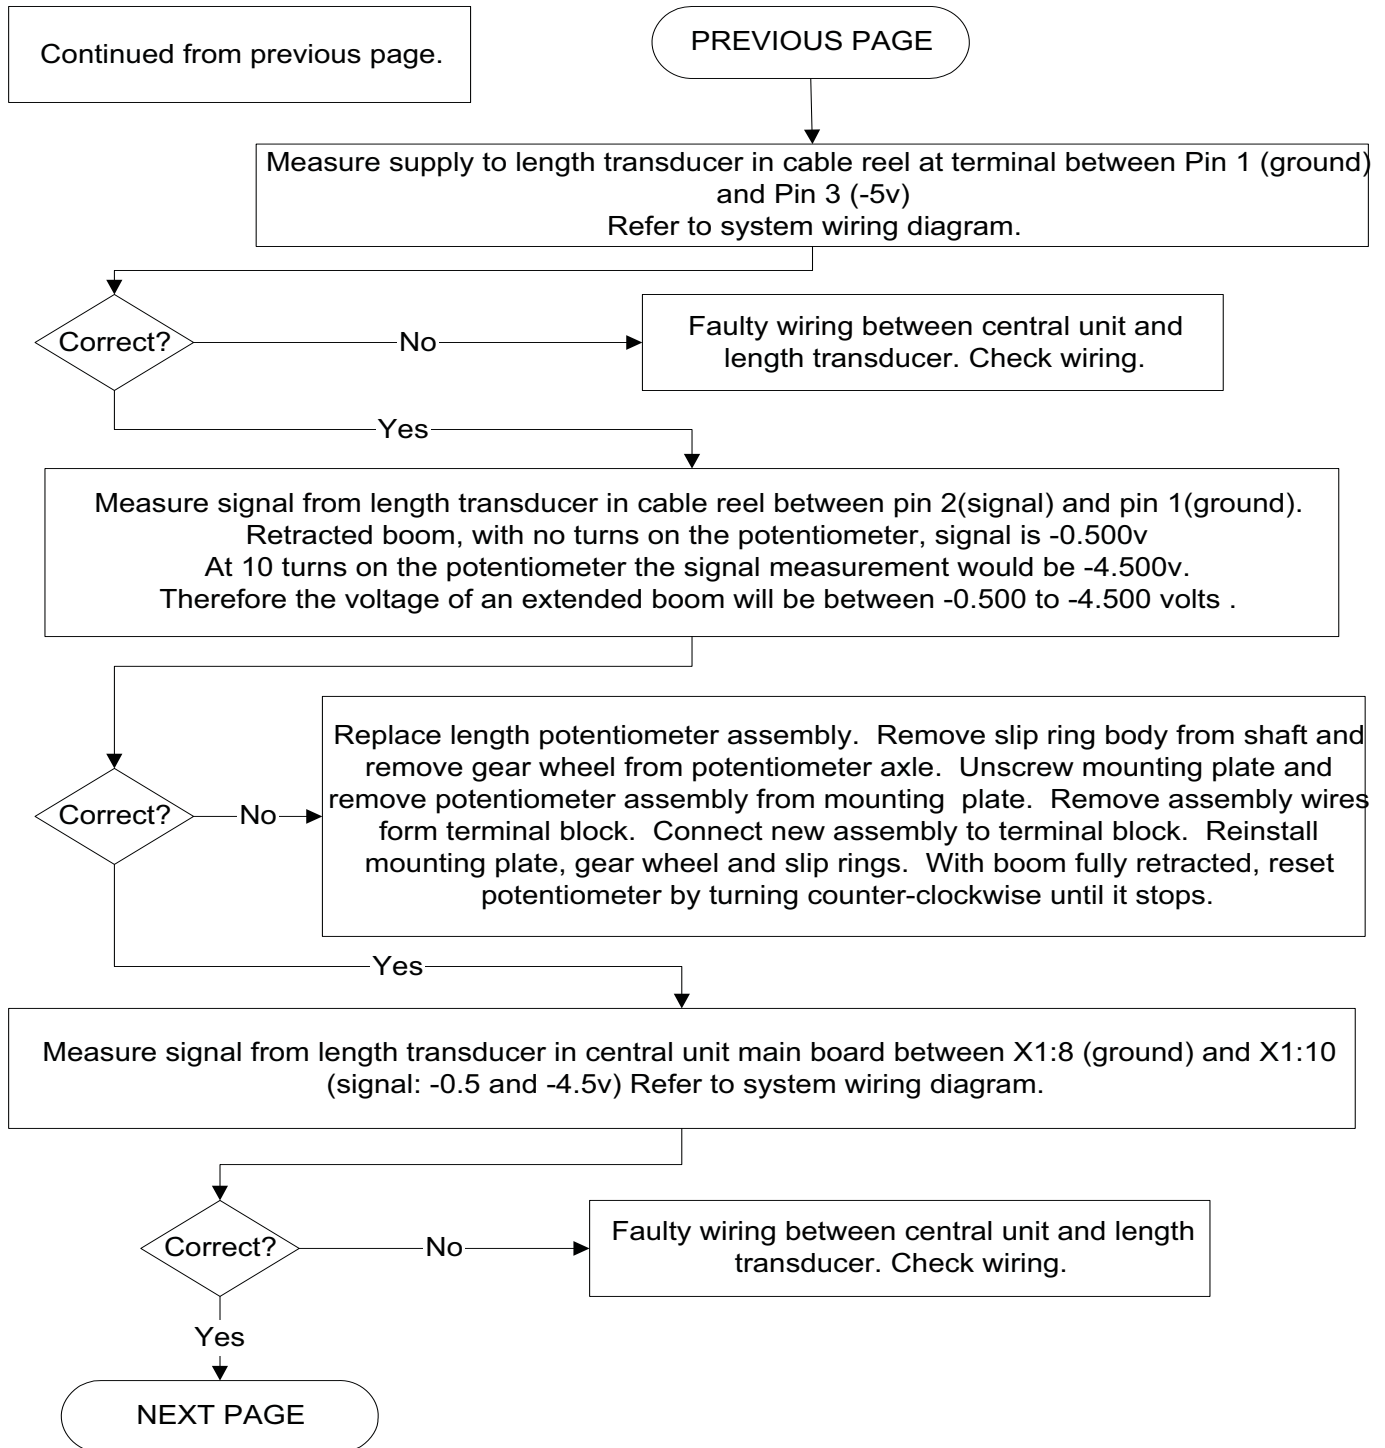 Continued from previous page.
PREVIOUS PAGE
Measure supply to length transducer in cable reel at terminal between Pin 1 (ground)
and Pin 3 (-5v)
Refer to system wiring diagram.
Correct?
No
Faulty wiring between central unit and
length transducer. Check wiring.
Yes
Measure signal from length transducer in cable reel between pin 2(signal) and pin 1(ground).
Retracted boom, with no turns on the potentiometer, signal is -0.500v
At 10 turns on the potentiometer the signal measurement would be -4.500v.
Therefore the voltage of an extended boom will be between -0.500 to -4.500 volts .
Correct?
No
Replace length potentiometer assembly.  Remove slip ring body from shaft and
remove gear wheel from potentiometer axle.  Unscrew mounting plate and
remove potentiometer assembly from mounting  plate.  Remove assembly wires
form terminal block.  Connect new assembly to terminal block.  Reinstall
mounting plate, gear wheel and slip rings.  With boom fully retracted, reset
potentiometer by turning counter-clockwise until it stops.
Yes
Measure signal from length transducer in central unit main board between X1:8 (ground) and X1:10
(signal: -0.5 and -4.5v) Refer to system wiring diagram.
Correct?
No
Faulty wiring between central unit and length
transducer. Check wiring.
Yes
NEXT PAGE